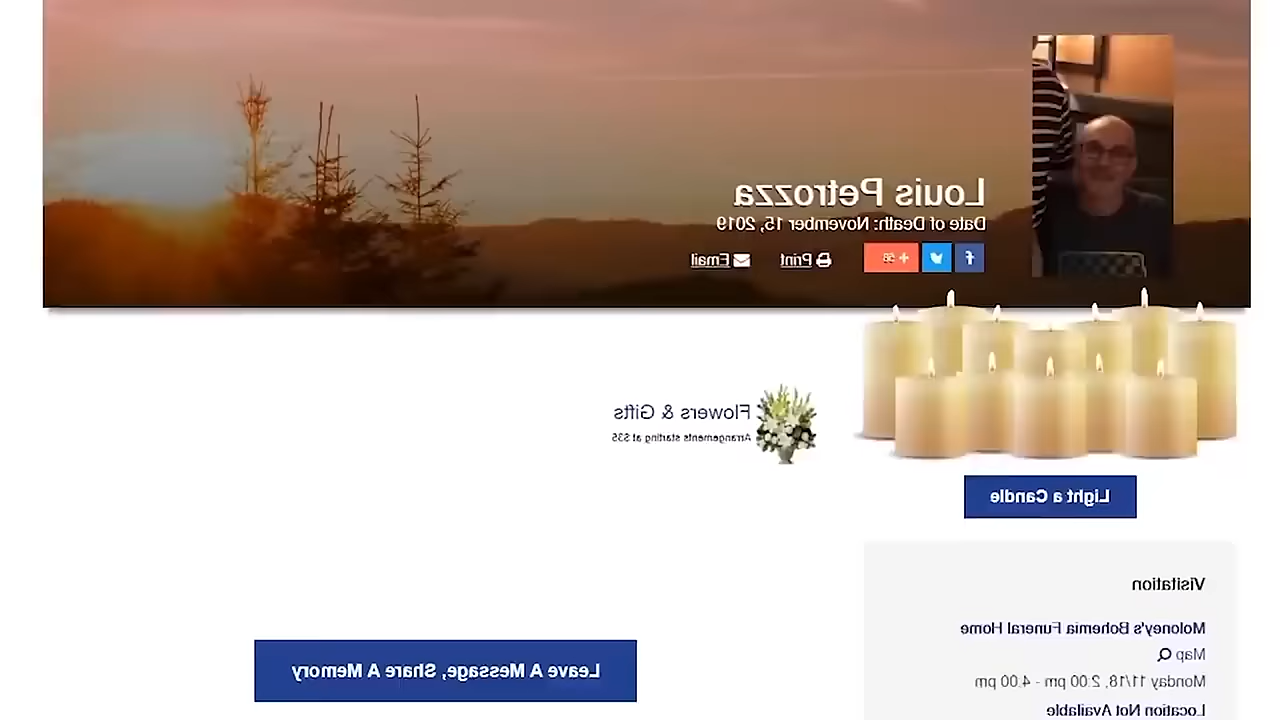 Louis Petrozza
Date of Death: November 15, 2019
f + 58 Print Email
Flowers & Gifts
Arrangements starting at $35
Light a Candle
Visitation
Moloney's Bohemia Funeral Home
Map
Monday 11/18, 2:00 pm - 4:00 pm
Location Not Available
Leave A Message, Share A Memory